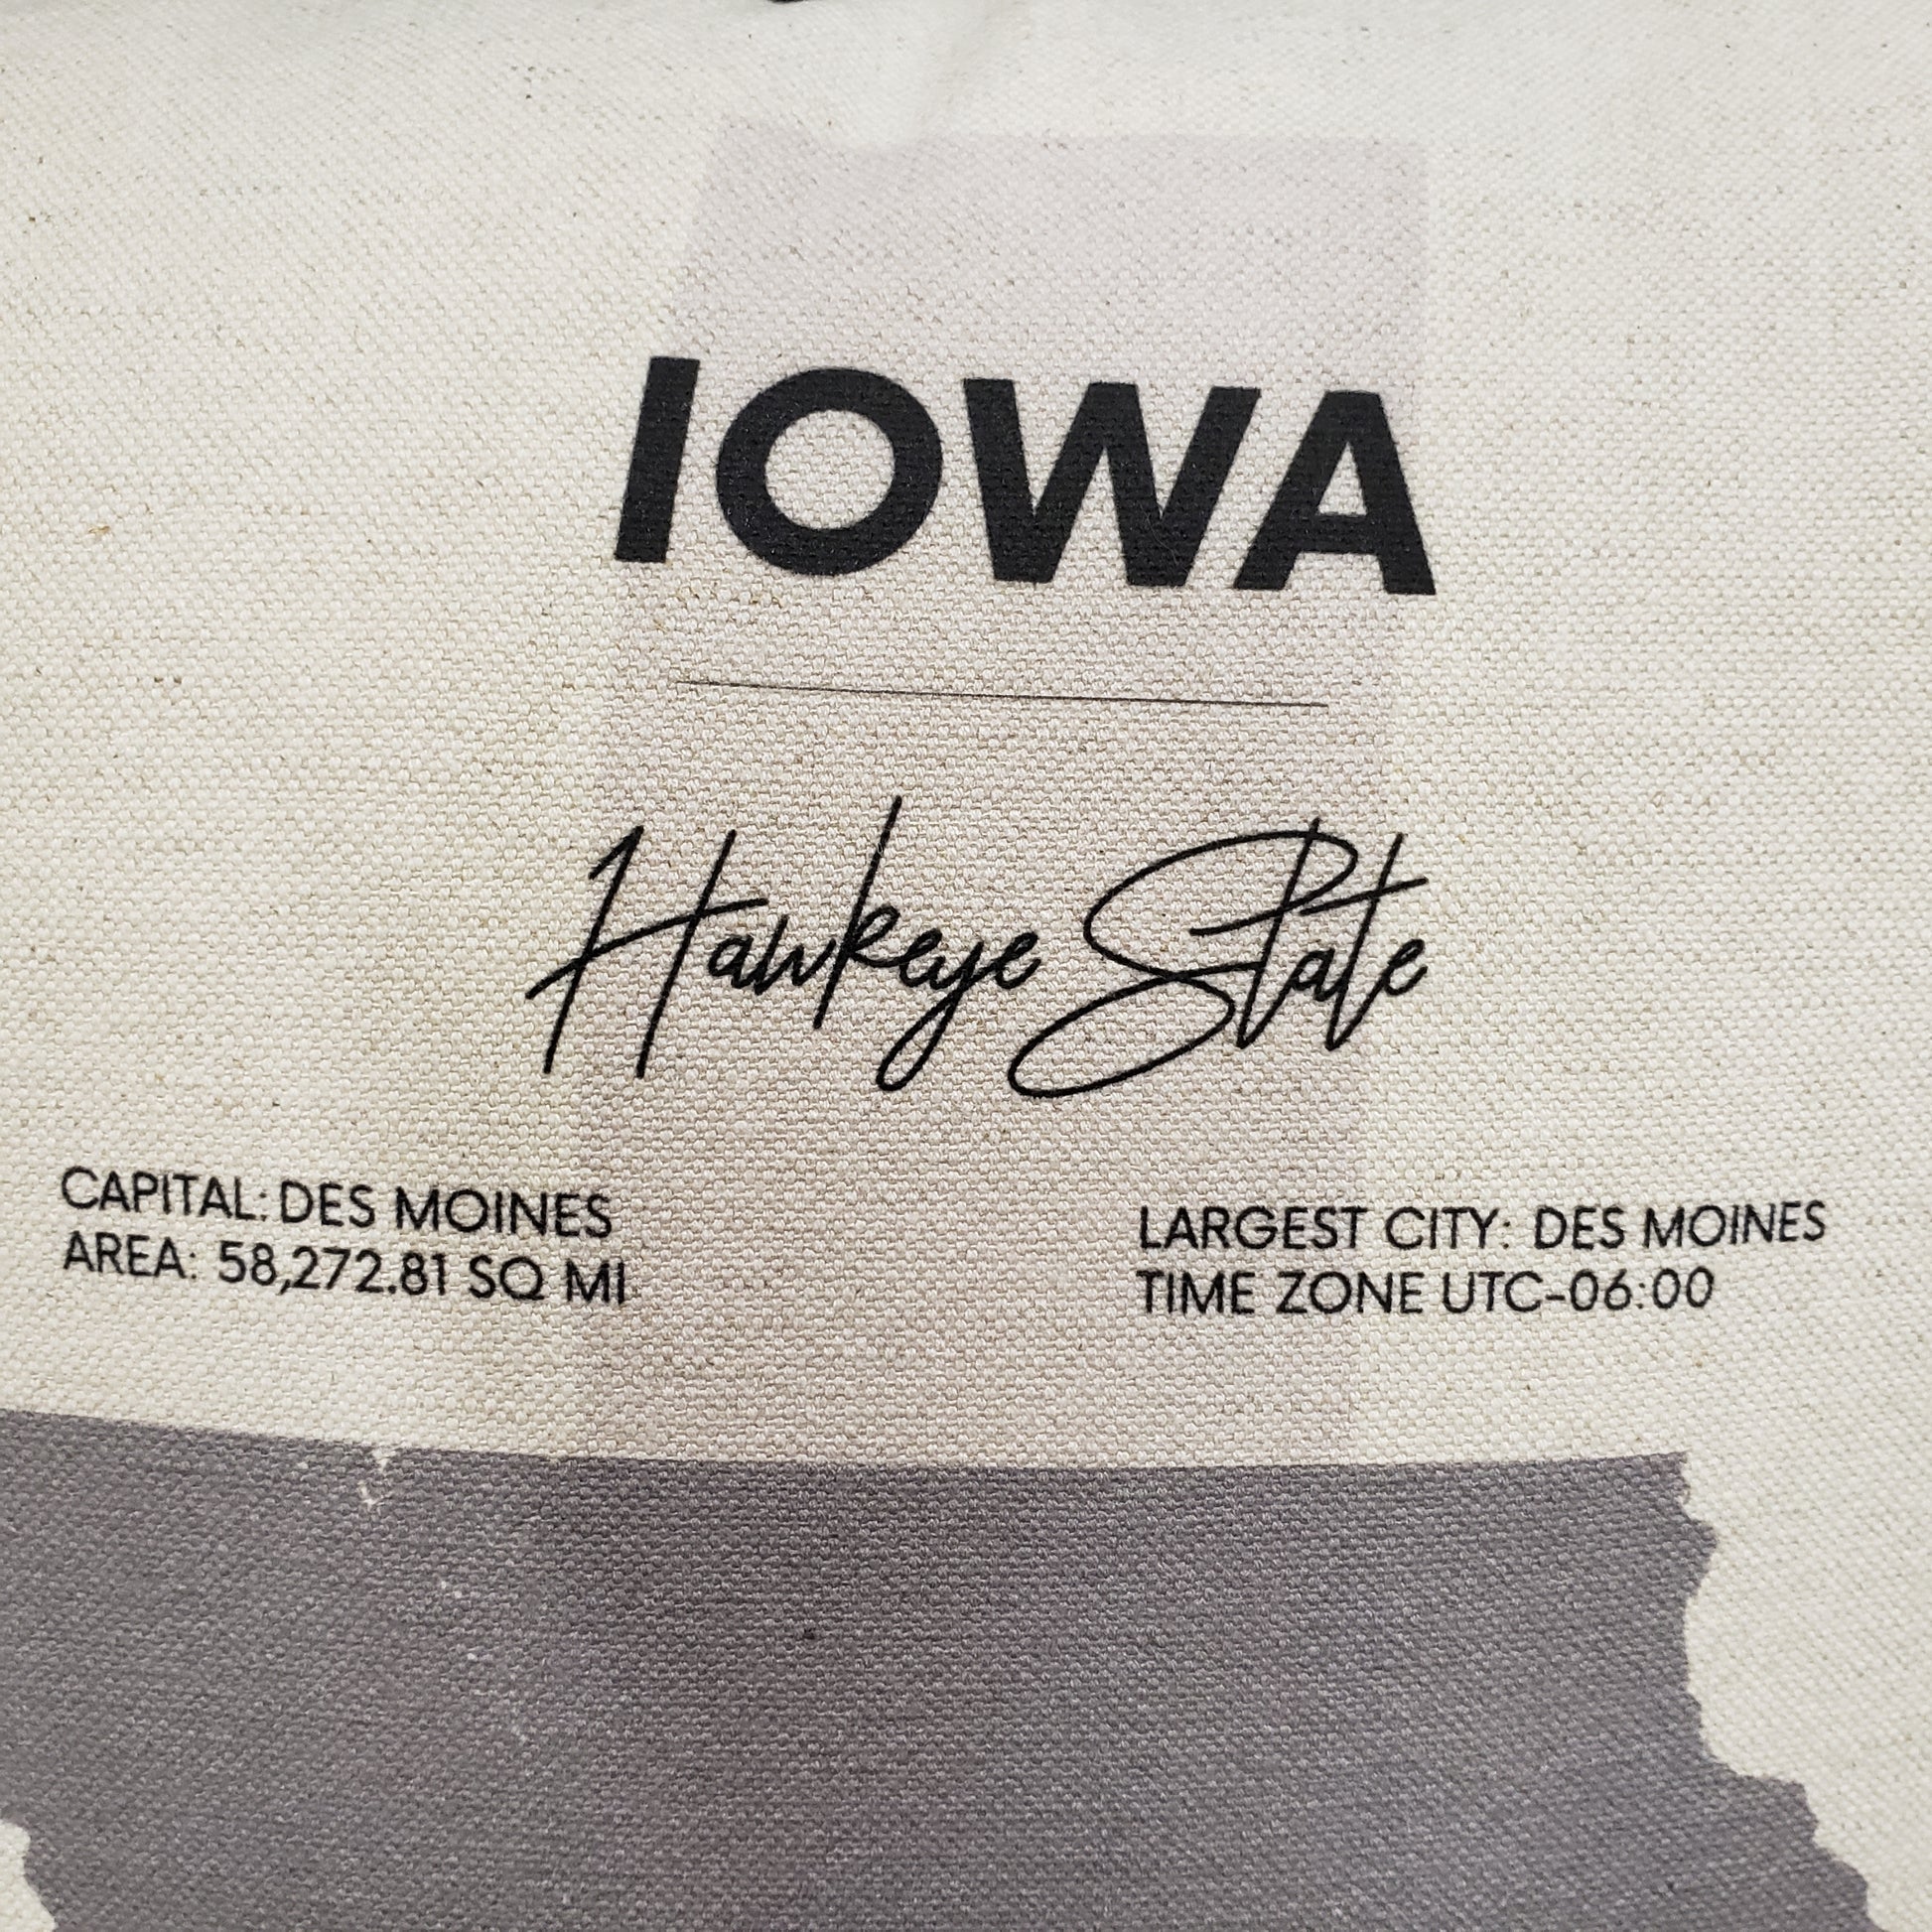 IOWA
Hawkeye State
CAPITAL: DES MOINES
AREA: 58,272.81 SQ MI
LARGEST CITY: DES MOINES
TIME ZONE UTC-06:00